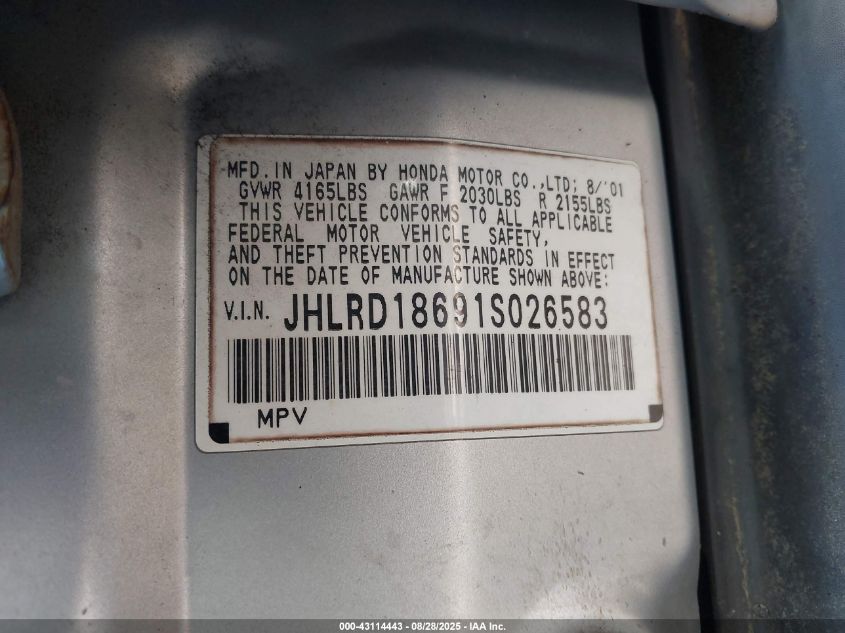 MFD. IN JAPAN BY HONDA MOTOR CO.,LTD; 8/'01
GVWR 4165LBS GAWR F 2030LBS R 2155LBS
THIS VEHICLE CONFORMS TO ALL APPLICABLE
FEDERAL MOTOR VEHICLE SAFETY,
AND THEFT PREVENTION STANDARDS IN EFFECT
ON THE DATE OF MANUFACTURE SHOWN ABOVE:
V.I.N. JHLRD18691S026583
MPV
000-43114443 - 08/28/2025 - IAA Inc.